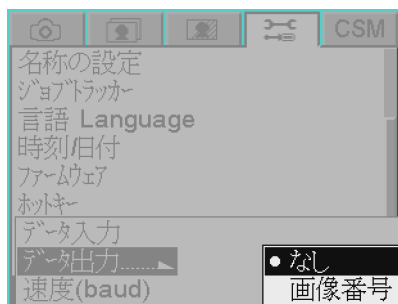 CSM
名称の設定
ジョブトラッカー
言語 Language
時刻/日付
ファームウェア
ホットキー
データ入力
データ出力......
なし
速度(baud)
画像番号